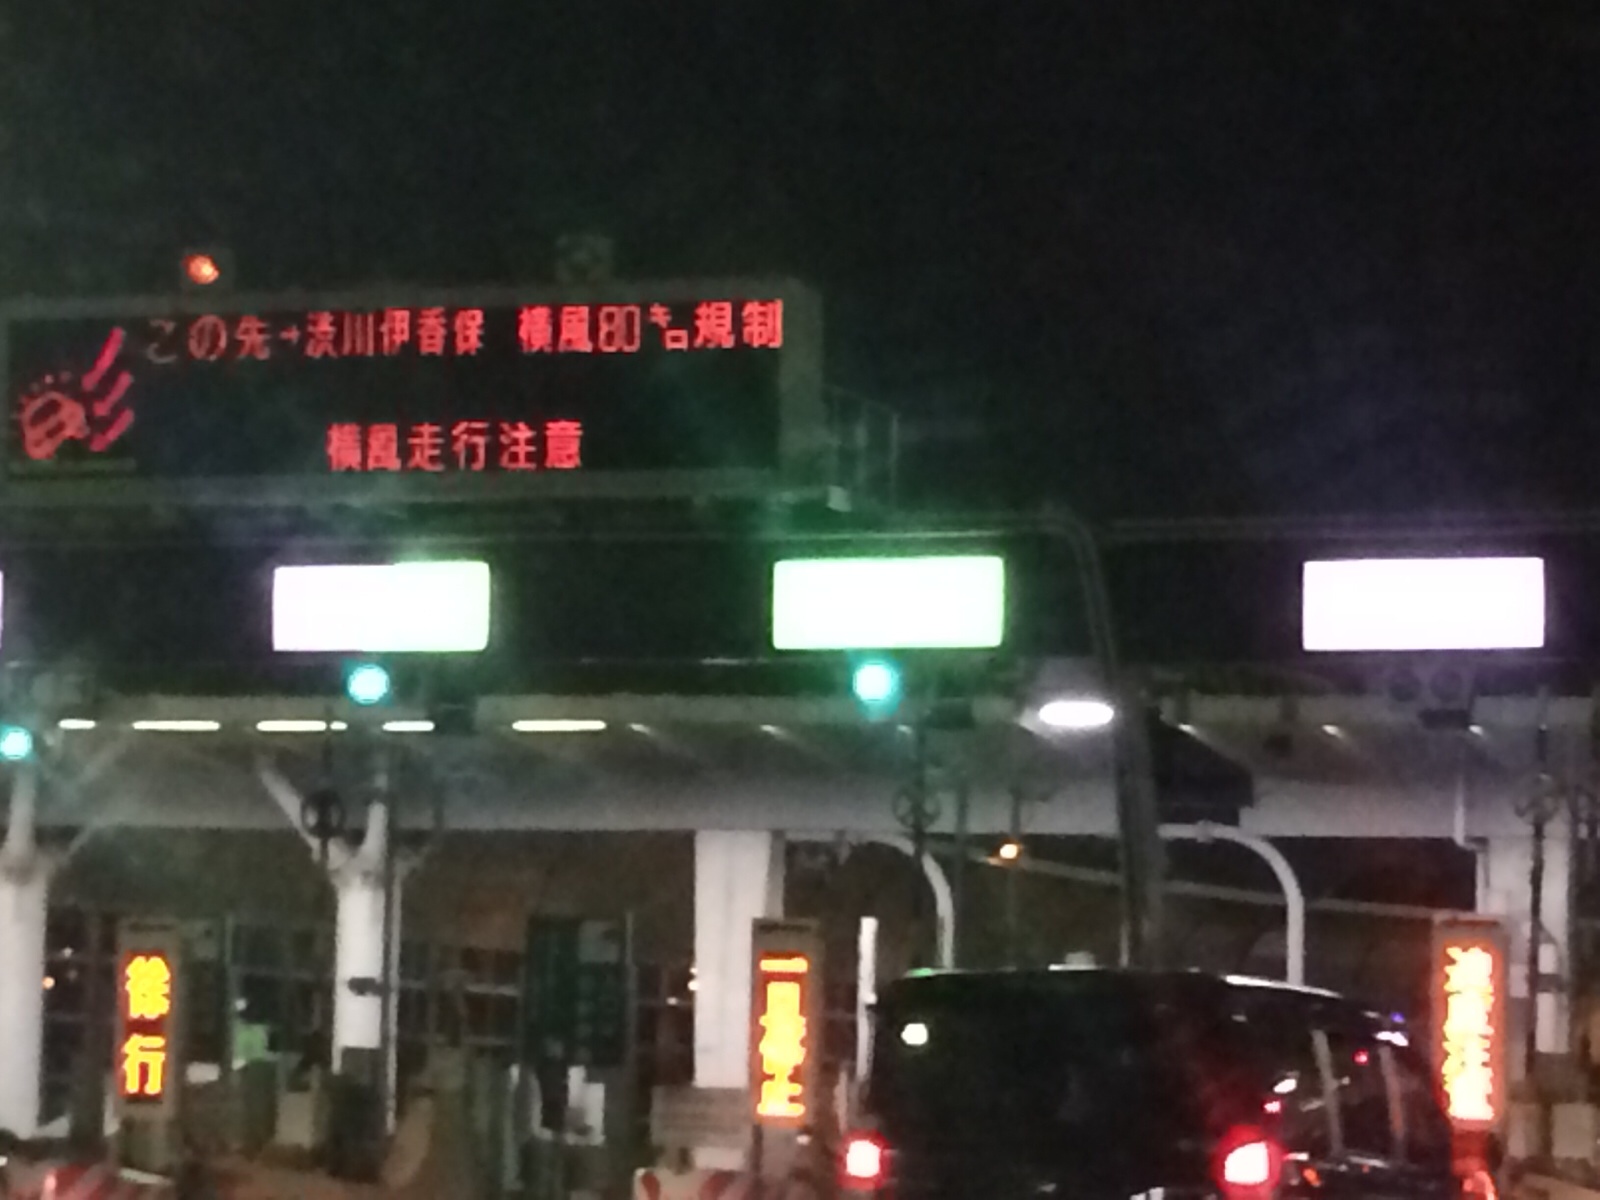 この先→渋川伊香保 横風80キロ規制
横風走行注意
徐行
一旦停止